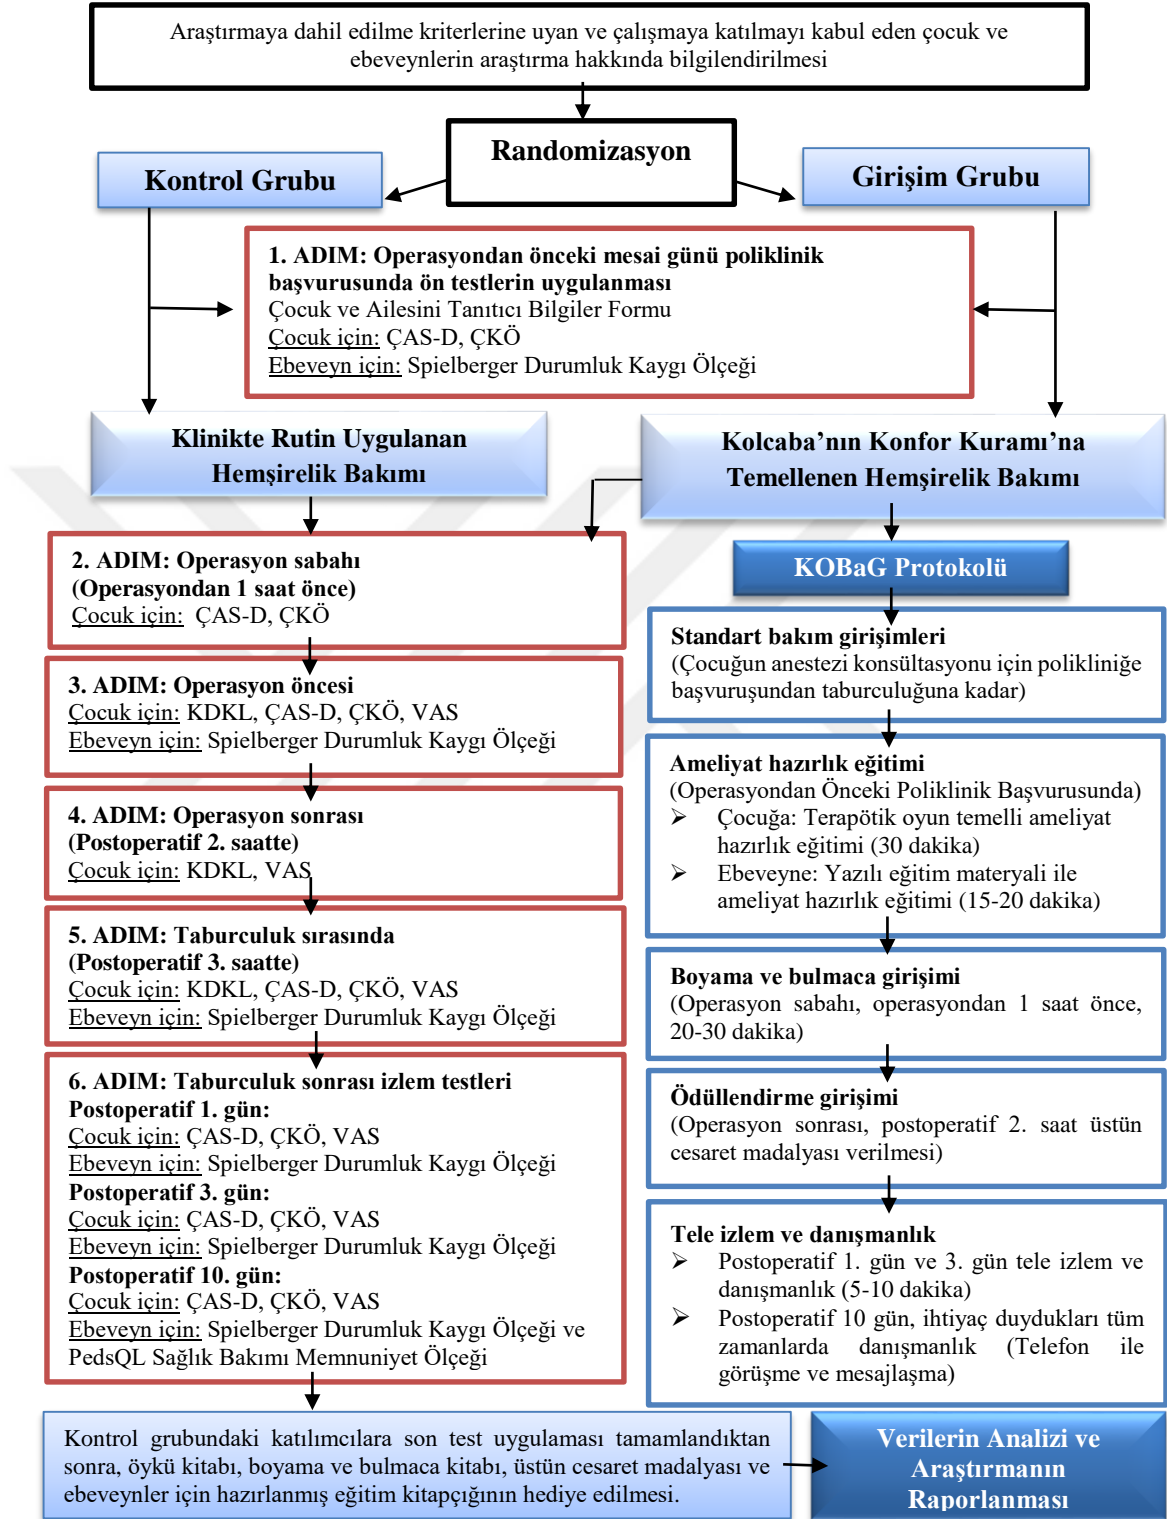 Araştırmaya dahil edilme kriterlerine uyan ve çalışmaya katılmayı kabul eden çocuk ve
ebeveynlerin araştırma hakkında bilgilendirilmesi
Randomizasyon
Kontrol Grubu
Girişim Grubu
1. ADIM: Operasyondan önceki mesai günü poliklinik
başvurusunda ön testlerin uygulanması
Çocuk ve Ailesini Tanıtıcı Bilgiler Formu
Çocuk için: ÇAS-D, ÇKÖ
Ebeveyn için: Spielberger Durumluk Kaygı Ölçeği
Klinikte Rutin Uygulanan
Hemşirelik Bakımı
2. ADIM: Operasyon sabahı
(Operasyondan 1 saat önce)
Çocuk için: ÇAS-D, ÇKÖ
3. ADIM: Operasyon öncesi
Çocuk için: KDKL, ÇAS-D, ÇKÖ, VAS
Ebeveyn için: Spielberger Durumluk Kaygı Ölçeği
4. ADIM: Operasyon sonrası
(Postoperatif 2. saatte)
Çocuk için: KDKL, VAS
5. ADIM: Taburculuk sırasında
(Postoperatif 3. saatte)
Çocuk için: KDKL, ÇAS-D, ÇKÖ, VAS
Ebeveyn için: Spielberger Durumluk Kaygı Ölçeği
6. ADIM: Taburculuk sonrası izlem testleri
Postoperatif 1. gün:
Çocuk için: ÇAS-D, ÇKÖ, VAS
Ebeveyn için: Spielberger Durumluk Kaygı Ölçeği
Postoperatif 3. gün:
Çocuk için: ÇAS-D, ÇKÖ, VAS
Ebeveyn için: Spielberger Durumluk Kaygı Ölçeği
Postoperatif 10. gün:
Çocuk için: ÇAS-D, ÇKÖ, VAS
Ebeveyn için: Spielberger Durumluk Kaygı Ölçeği ve
PedsQL Sağlık Bakımı Memnuniyet Ölçeği
Kolcaba’nın Konfor Kuramı’na
Temellenen Hemşirelik Bakımı
KOBaG Protokolü
Standart bakım girişimleri
(Çocuğun anestezi konsültasyonu için polikliniğe
başvuruşundan taburculuğuna kadar)
Ameliyat hazırlık eğitimi
(Operasyondan Önceki Poliklinik Başvurusunda)
➢ Çocuğa: Terapötik oyun temelli ameliyat
hazırlık eğitimi (30 dakika)
➢ Ebeveyne: Yazılı eğitim materyali ile
ameliyat hazırlık eğitimi (15-20 dakika)
Boyama ve bulmaca girişimi
(Operasyon sabahı, operasyondan 1 saat önce,
20-30 dakika)
Ödüllendirme girişimi
(Operasyon sonrası, postoperatif 2. saat üstün
cesaret madalyası verilmesi)
Tele izlem ve danışmanlık
➢ Postoperatif 1. gün ve 3. gün tele izlem ve
danışmanlık (5-10 dakika)
➢ Postoperatif 10 gün, ihtiyaç duydukları tüm
zamanlarda danışmanlık (Telefon ile
görüşme ve mesajlaşma)
Kontrol grubundaki katılımcılara son test uygulaması tamamlandıktan
sonra, öykü kitabı, boyama ve bulmaca kitabı, üstün cesaret madalyası ve
ebeveynler için hazırlanmış eğitim kitapçığının hediye edilmesi.
Verilerin Analizi ve
Araştırmanın
Raporlanması